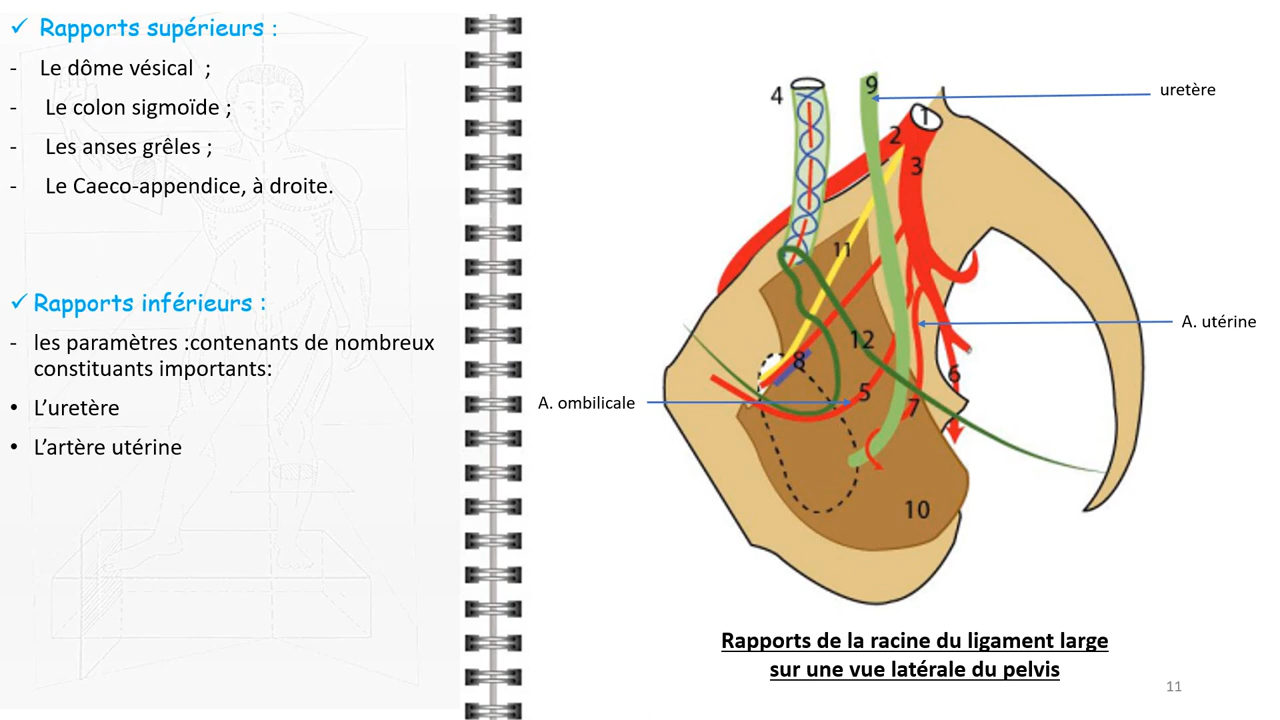 ✓ Rapports supérieurs :
- Le dôme vésical ;
- Le colon sigmoïde ;
- Les anses grêles ;
- Le Caeco-appendice, à droite.
✓ Rapports inférieurs :
- les paramètres :contenants de nombreux
constituants importants:
• L’uretère
• L’artère utérine
4
9
uretère
1
2
3
11
A. utérine
12
8
6
A. ombilicale
5
7
10
Rapports de la racine du ligament large
sur une vue latérale du pelvis
11